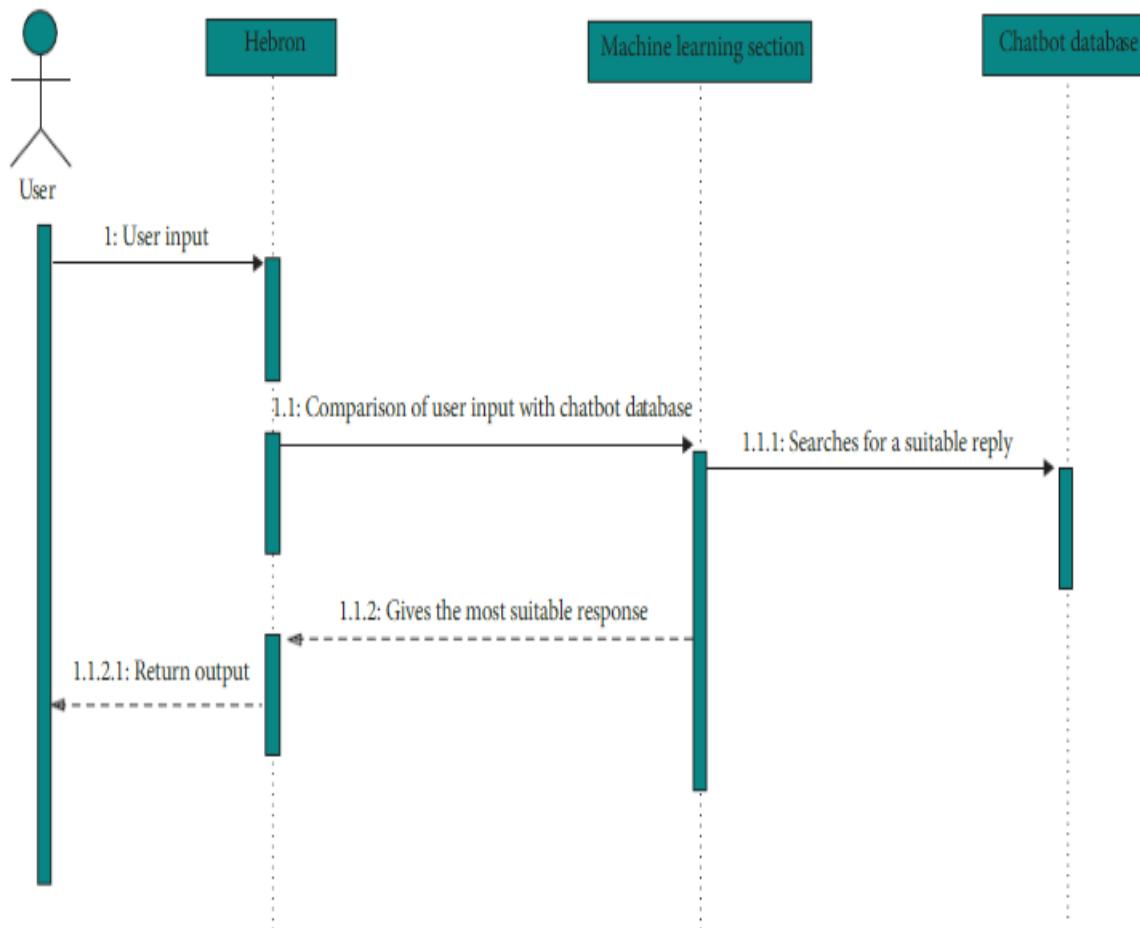 Hebron
Machine learning section
Chatbot database
User
1: User input
1.1: Comparison of user input with chatbot database
1.1.1: Searches for a suitable reply
1.1.2: Gives the most suitable response
1.1.2.1: Return output